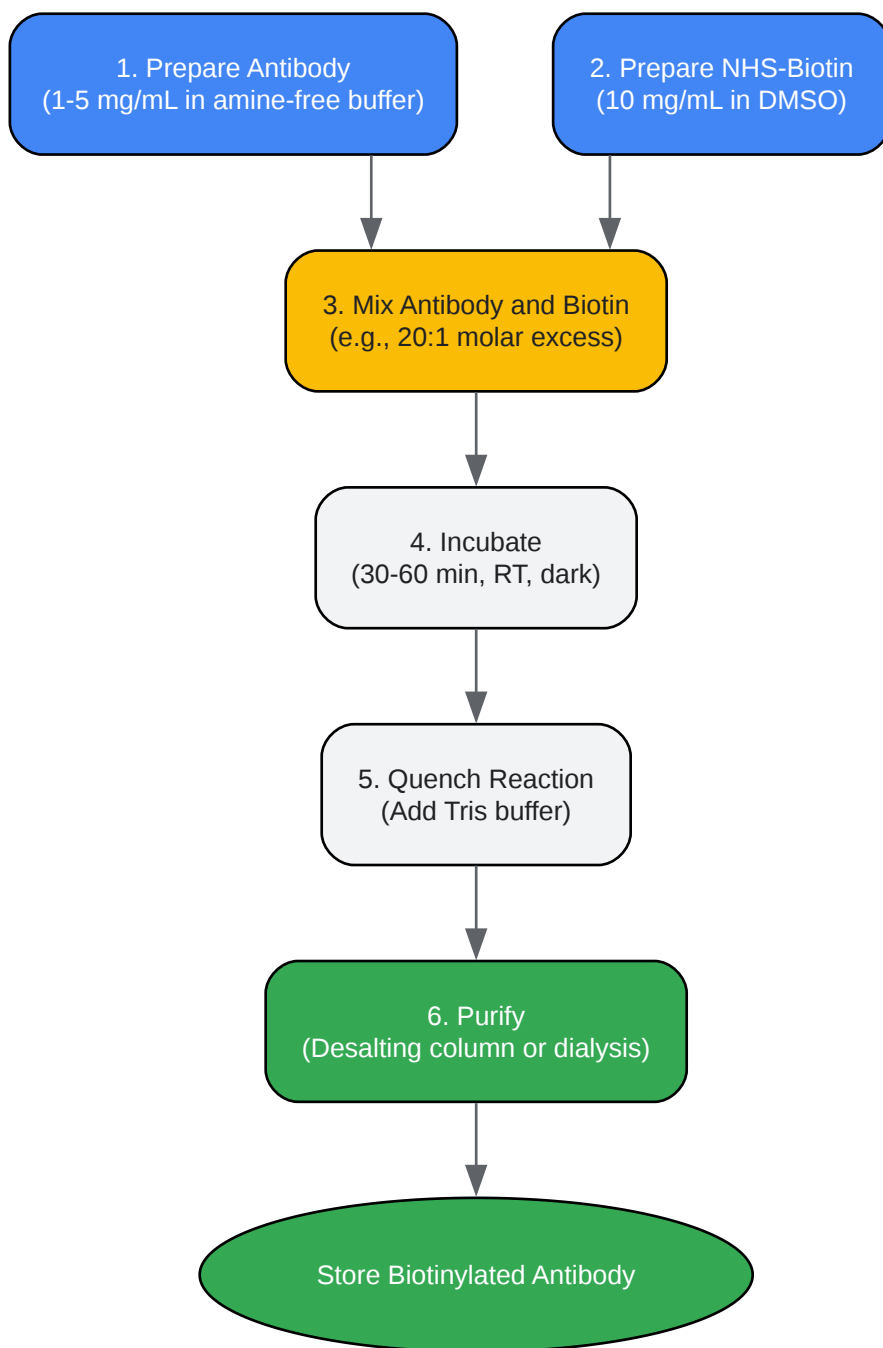 1. Prepare Antibody
(1-5 mg/mL in amine-free buffer)
2. Prepare NHS-Biotin
(10 mg/mL in DMSO)
3. Mix Antibody and Biotin
(e.g., 20:1 molar excess)
4. Incubate
(30-60 min, RT, dark)
5. Quench Reaction
(Add Tris buffer)
6. Purify
(Desalting column or dialysis)
Store Biotinylated Antibody